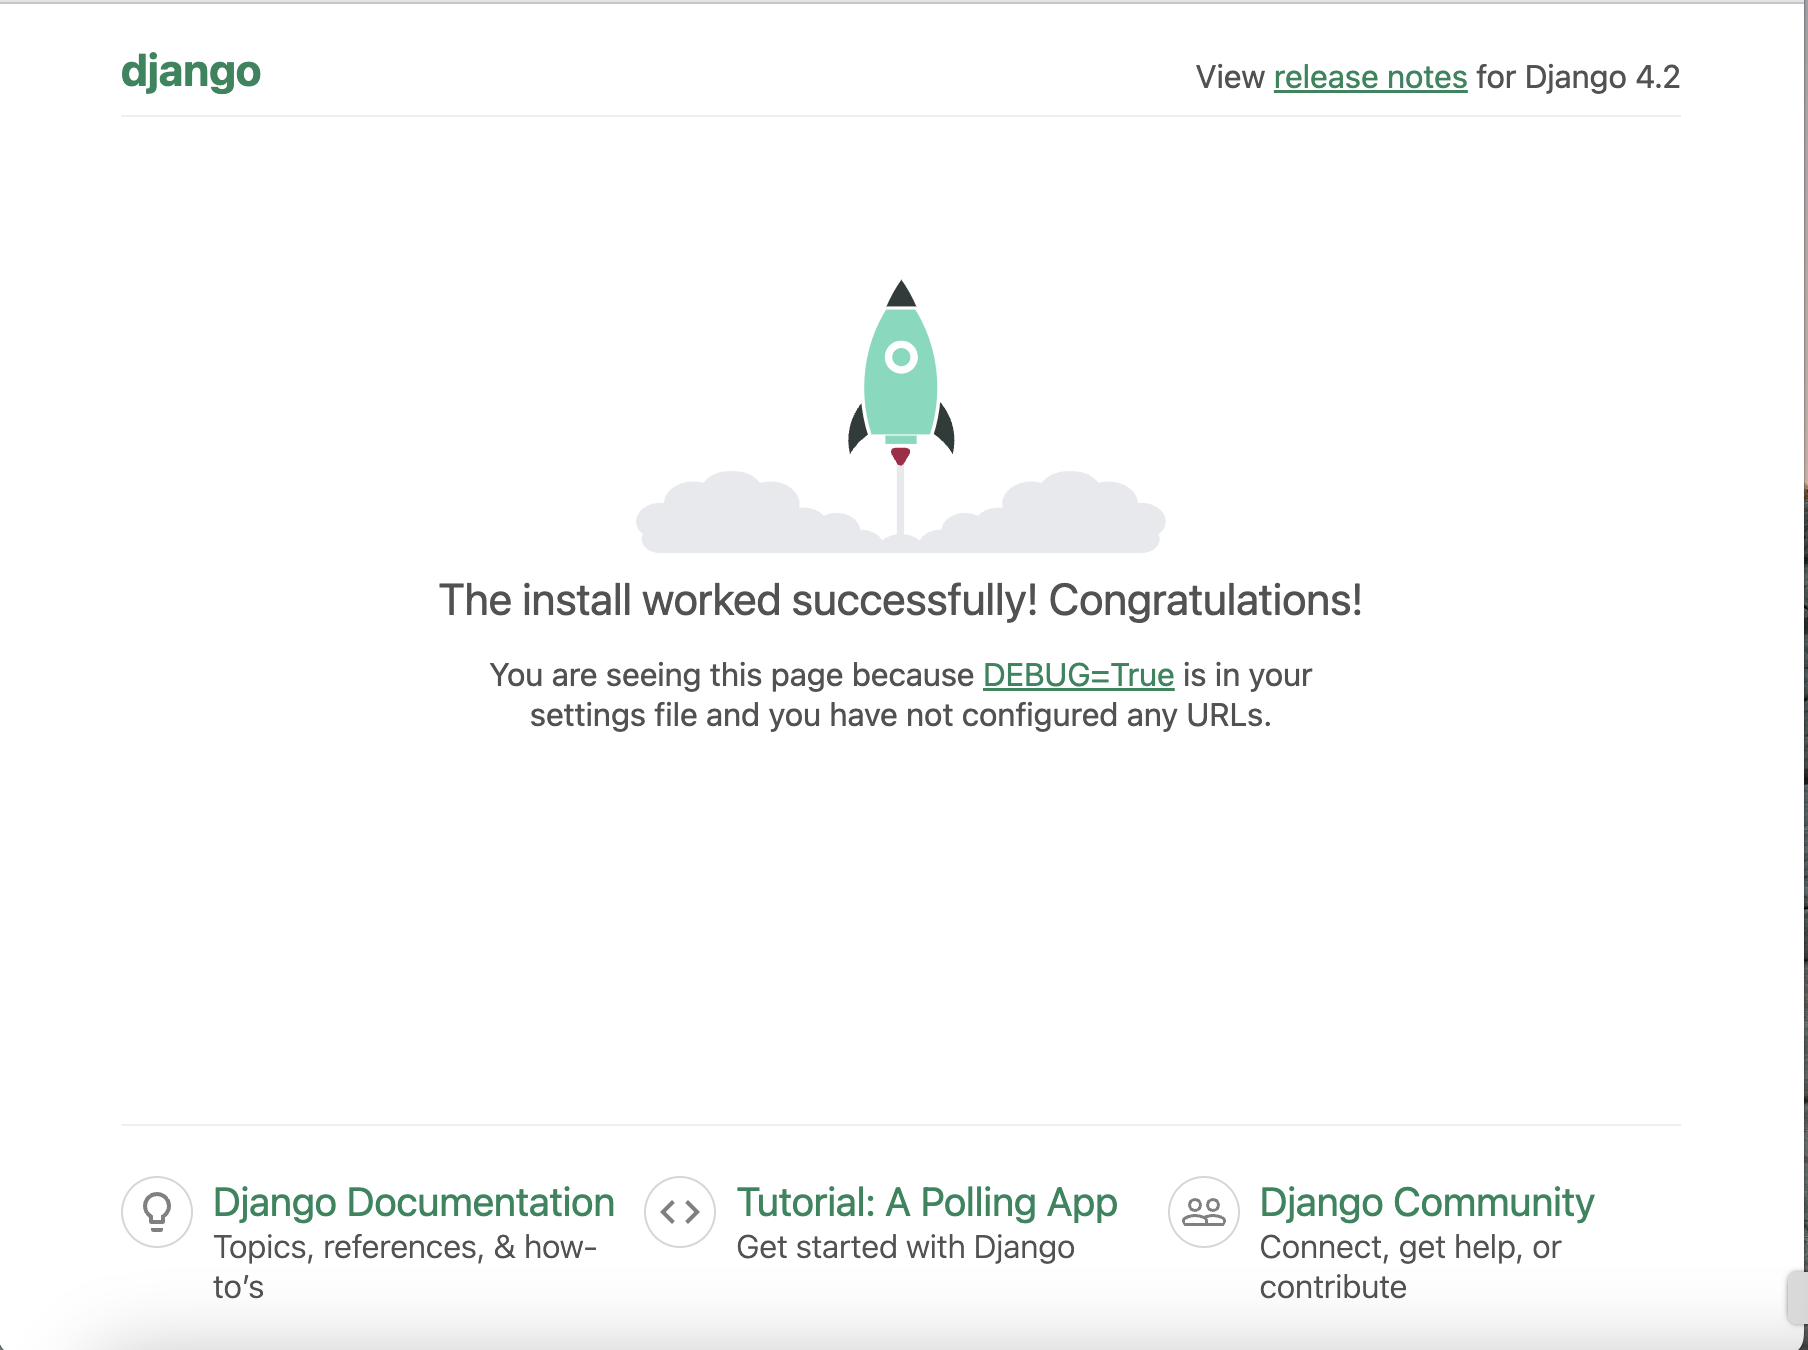 django
View release notes for Django 4.2
The install worked successfully! Congratulations!
You are seeing this page because DEBUG=True is in your
settings file and you have not configured any URLs.
Django Documentation
Topics, references, & how-
to’s
Tutorial: A Polling App
Get started with Django
Django Community
Connect, get help, or
contribute